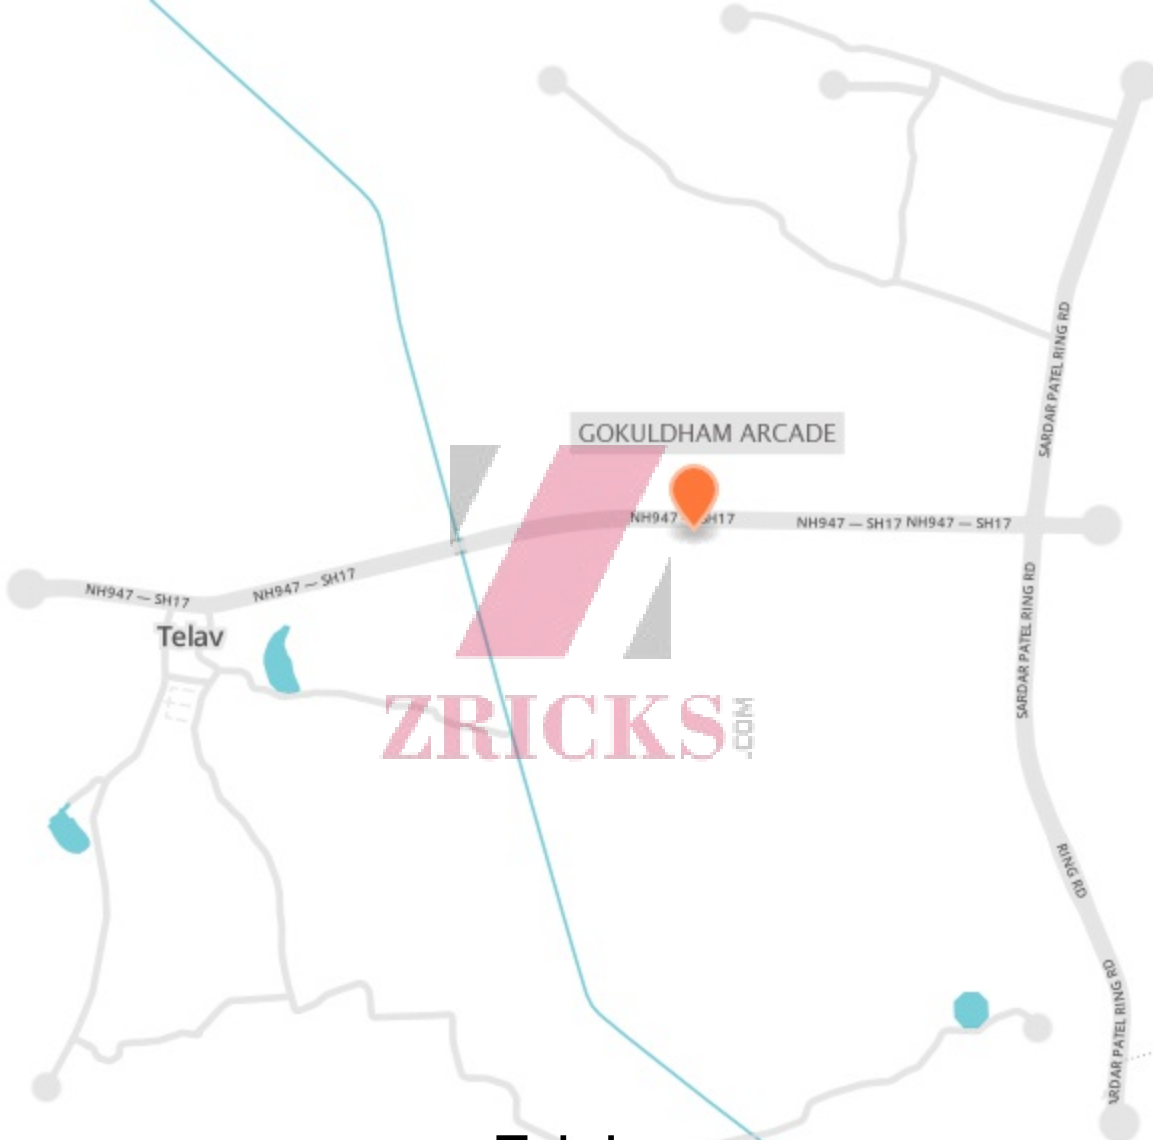 SARDAR PATEL RING RD
GOKULDHAM ARCADE
NH947 — SH17
NH947 — SH17 NH947 — SH17
NH947 — SH17
NH947 — SH17
Telav
SARDAR PATEL RING RD
ZRICKS
.COM
RING RD
ARDAR PATEL RING RD